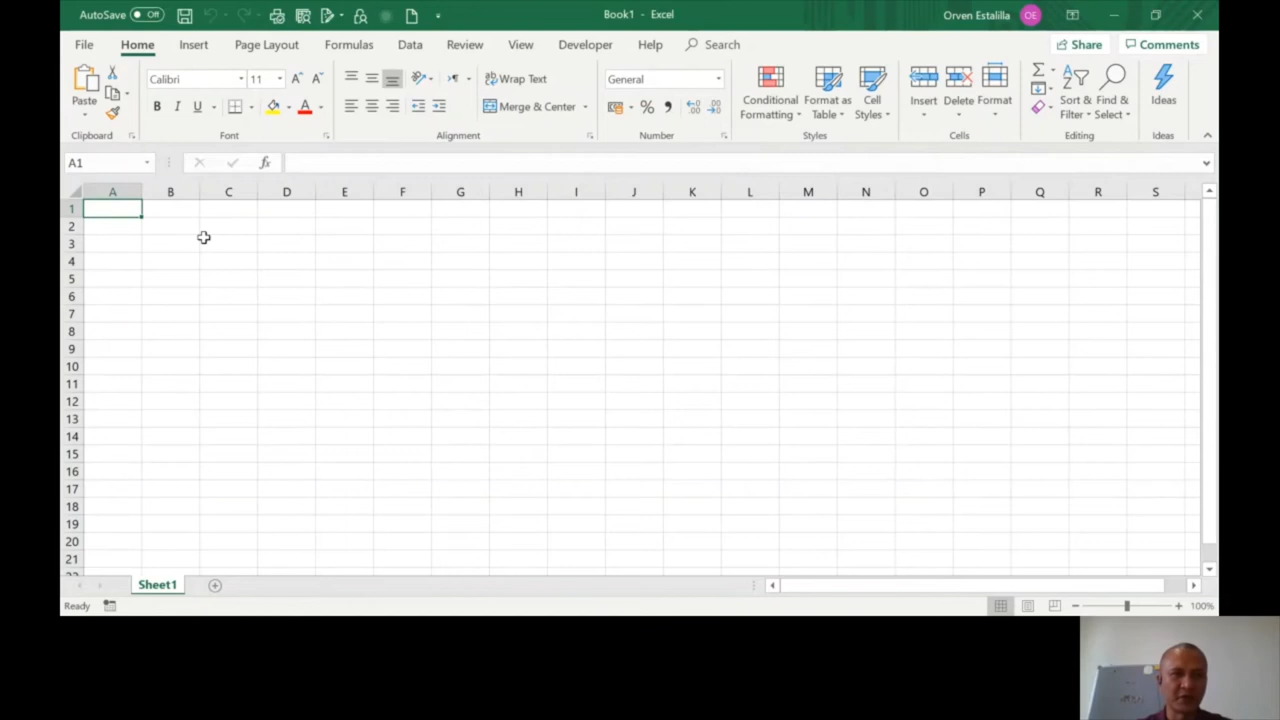 AutoSave Off Book1 - Excel Orven Estalilla OE
File Home Insert Page Layout Formulas Data Review View Developer Help Search Share Comments
Paste Calibri 11 Wrap Text General Conditional Formatting Format as Table Cell Styles Insert Delete Format Sort & Filter Find & Select Ideas
B I U Merge & Center % .00
Clipboard Font Alignment Number Styles Cells Editing Ideas
A1 fx
A B C D E F G H I J K L M N O P Q R S
1
2
3
4
5
6
7
8
9
10
11
12
13
14
15
16
17
18
19
20
21
Sheet1
Ready 100%